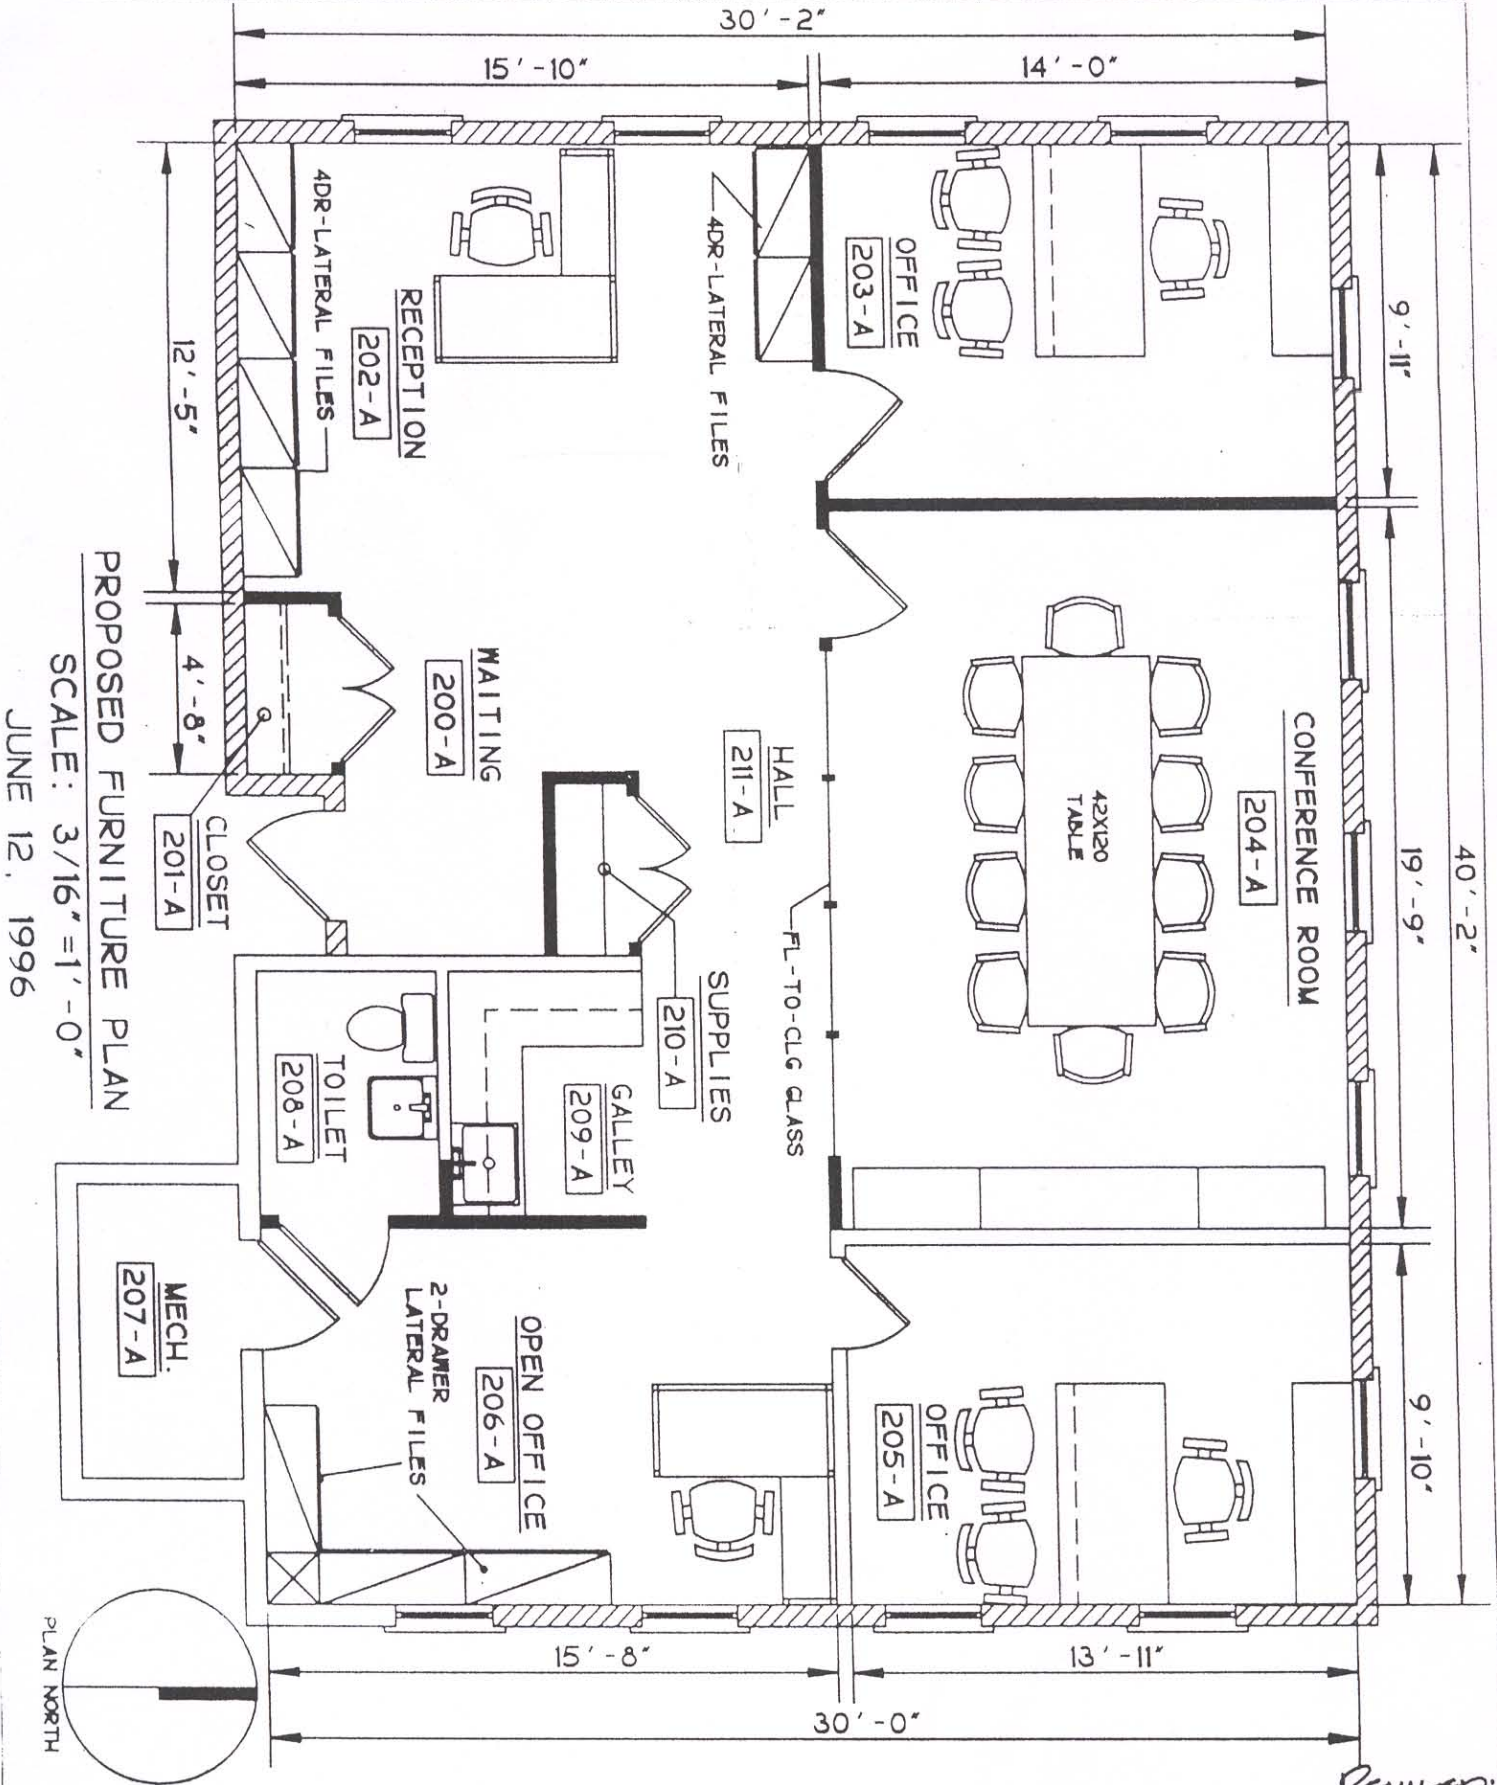 40'-2"
9'-11"
19'-9"
9'-10"
30'-2"
14'-0"
15'-10"
13'-11"
15'-8"
30'-0"
OFFICE
203-A
CONFERENCE ROOM
204-A
42X120
TABLE
OFFICE
205-A
4DR-LATERAL FILES
HALL
211-A
FL-TO-CLG GLASS
RECEPTION
202-A
4DR-LATERAL FILES
WAITING
200-A
SUPPLIES
210-A
GALLEY
209-A
OPEN OFFICE
206-A
2-DRAWER
LATERAL FILES
TOILET
208-A
CLOSET
201-A
MECH.
207-A
12'-5"
4'-8"
PROPOSED FURNITURE PLAN
SCALE: 3/16"=1'-0"
JUNE 12, 1996
PLAN NORTH